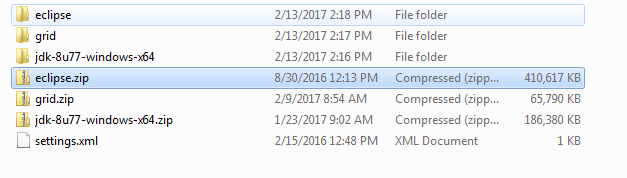 eclipse 2/13/2017 2:18 PM File folder
grid 2/13/2017 2:17 PM File folder
jdk-8u77-windows-x64 2/13/2017 2:16 PM File folder
eclipse.zip 8/30/2016 12:13 PM Compressed (zipp... 410,617 KB
grid.zip 2/9/2017 8:54 AM Compressed (zipp... 65,790 KB
jdk-8u77-windows-x64.zip 1/23/2017 9:02 AM Compressed (zipp... 186,380 KB
settings.xml 2/15/2016 12:48 PM XML Document 1 KB